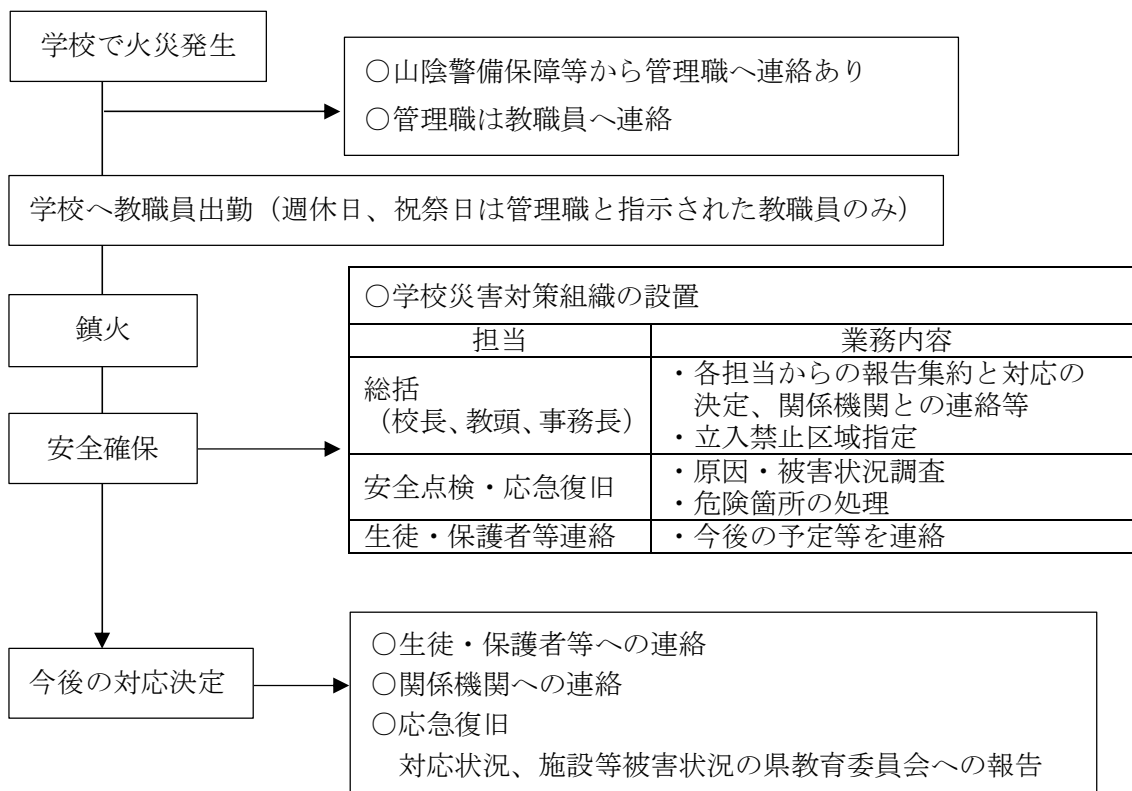 学校で火災発生
○山陰警備保障等から管理職へ連絡あり
○管理職は教職員へ連絡
学校へ教職員出勤（週休日、祝祭日は管理職と指示された教職員のみ）
鎮火
○学校災害対策組織の設置
担当 業務内容
総括
（校長、教頭、事務長）
・各担当からの報告集約と対応の
決定、関係機関との連絡等
・立入禁止区域指定
安全確保
安全点検・応急復旧
・原因・被害状況調査
・危険箇所の処理
生徒・保護者等連絡 ・今後の予定等を連絡
今後の対応決定
○生徒・保護者等への連絡
○関係機関への連絡
○応急復旧
対応状況、施設等被害状況の県教育委員会への報告